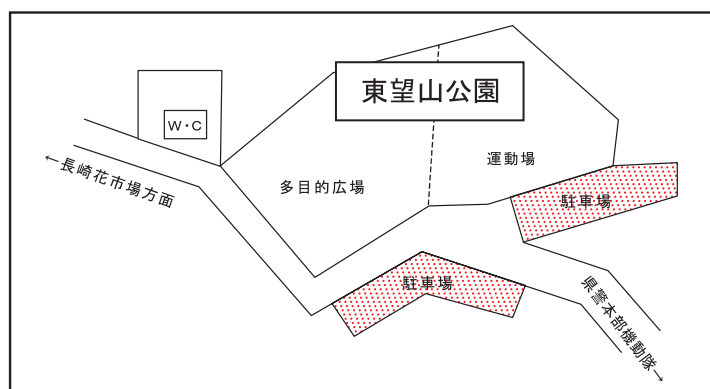 東望山公園
W・C
運動場
多目的広場
←長崎花市場方面
駐車場
駐車場
県警本部機動隊→